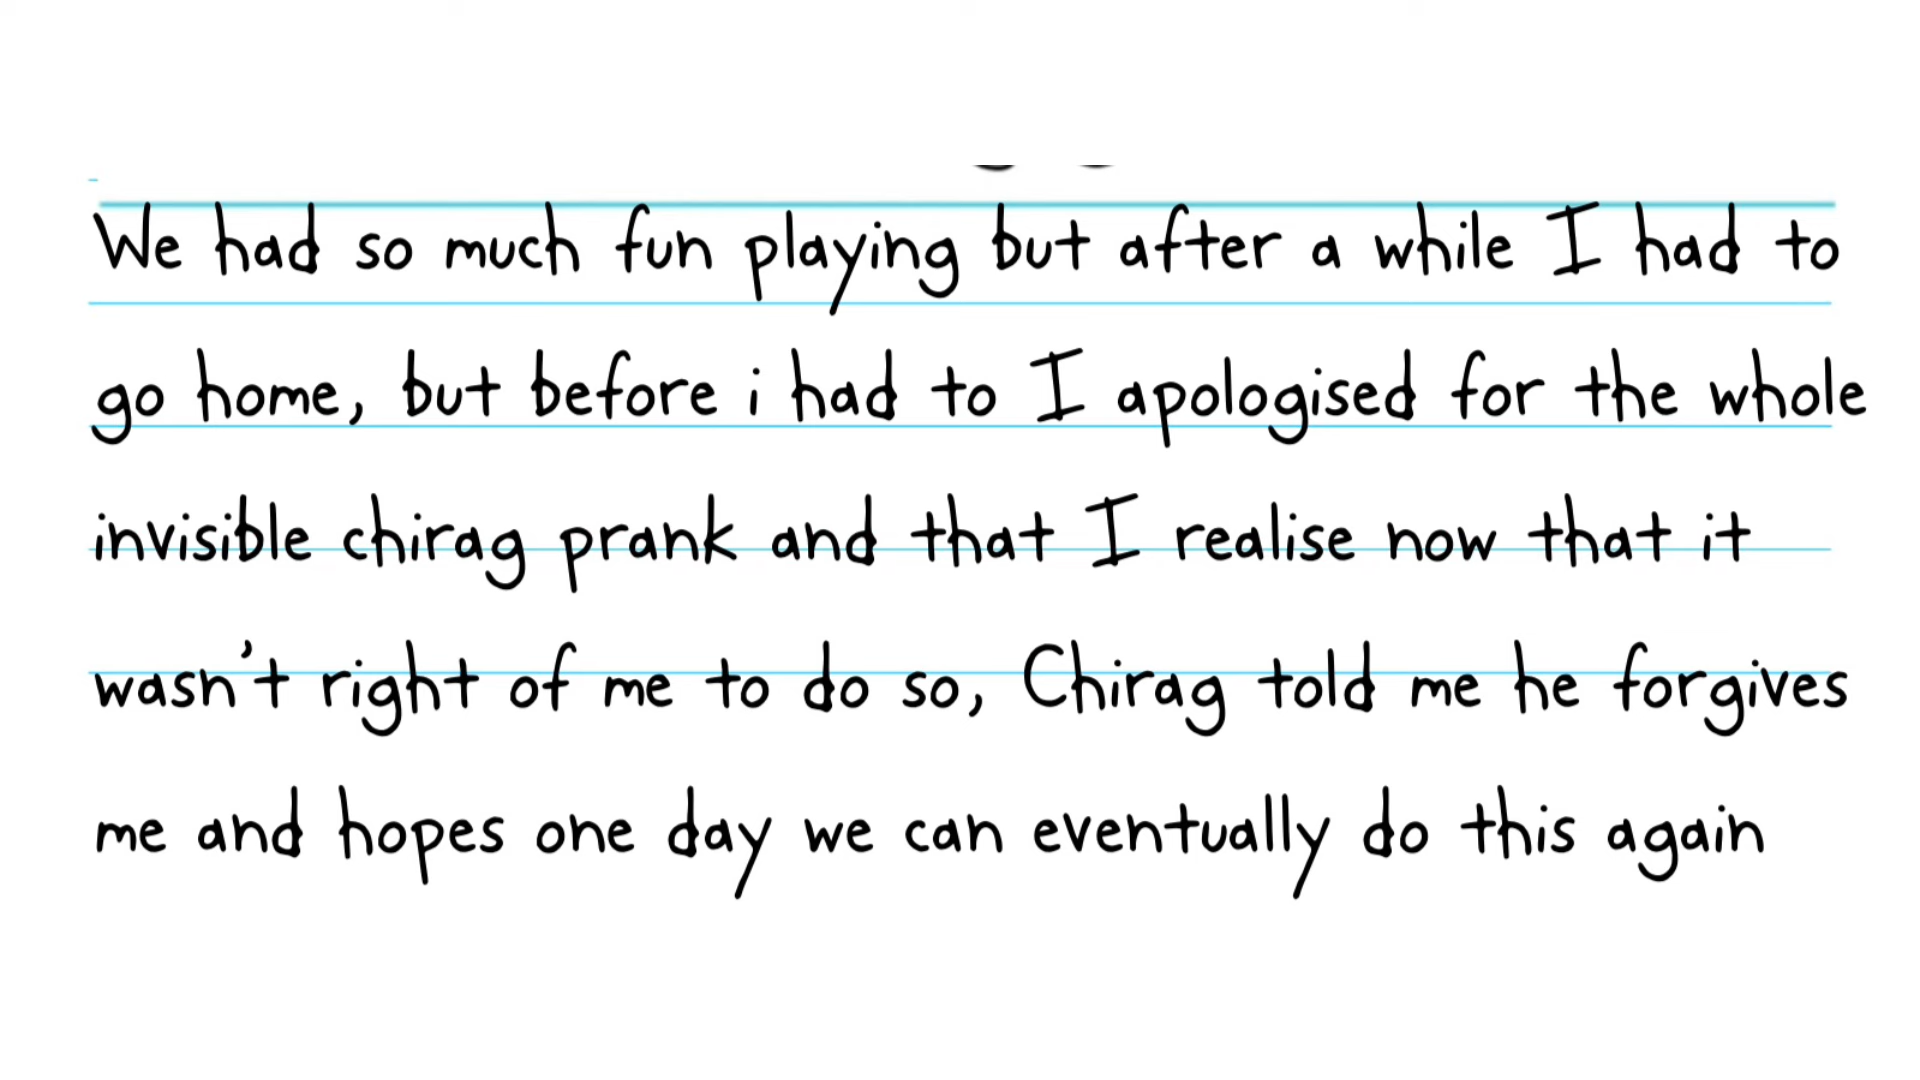 We had so much fun playing but after a while I had to
go home, but before i had to I apologised for the whole
invisible chirag prank and that I realise now that it
wasn't right of me to do so, Chirag told me he forgives
me and hopes one day we can eventually do this again